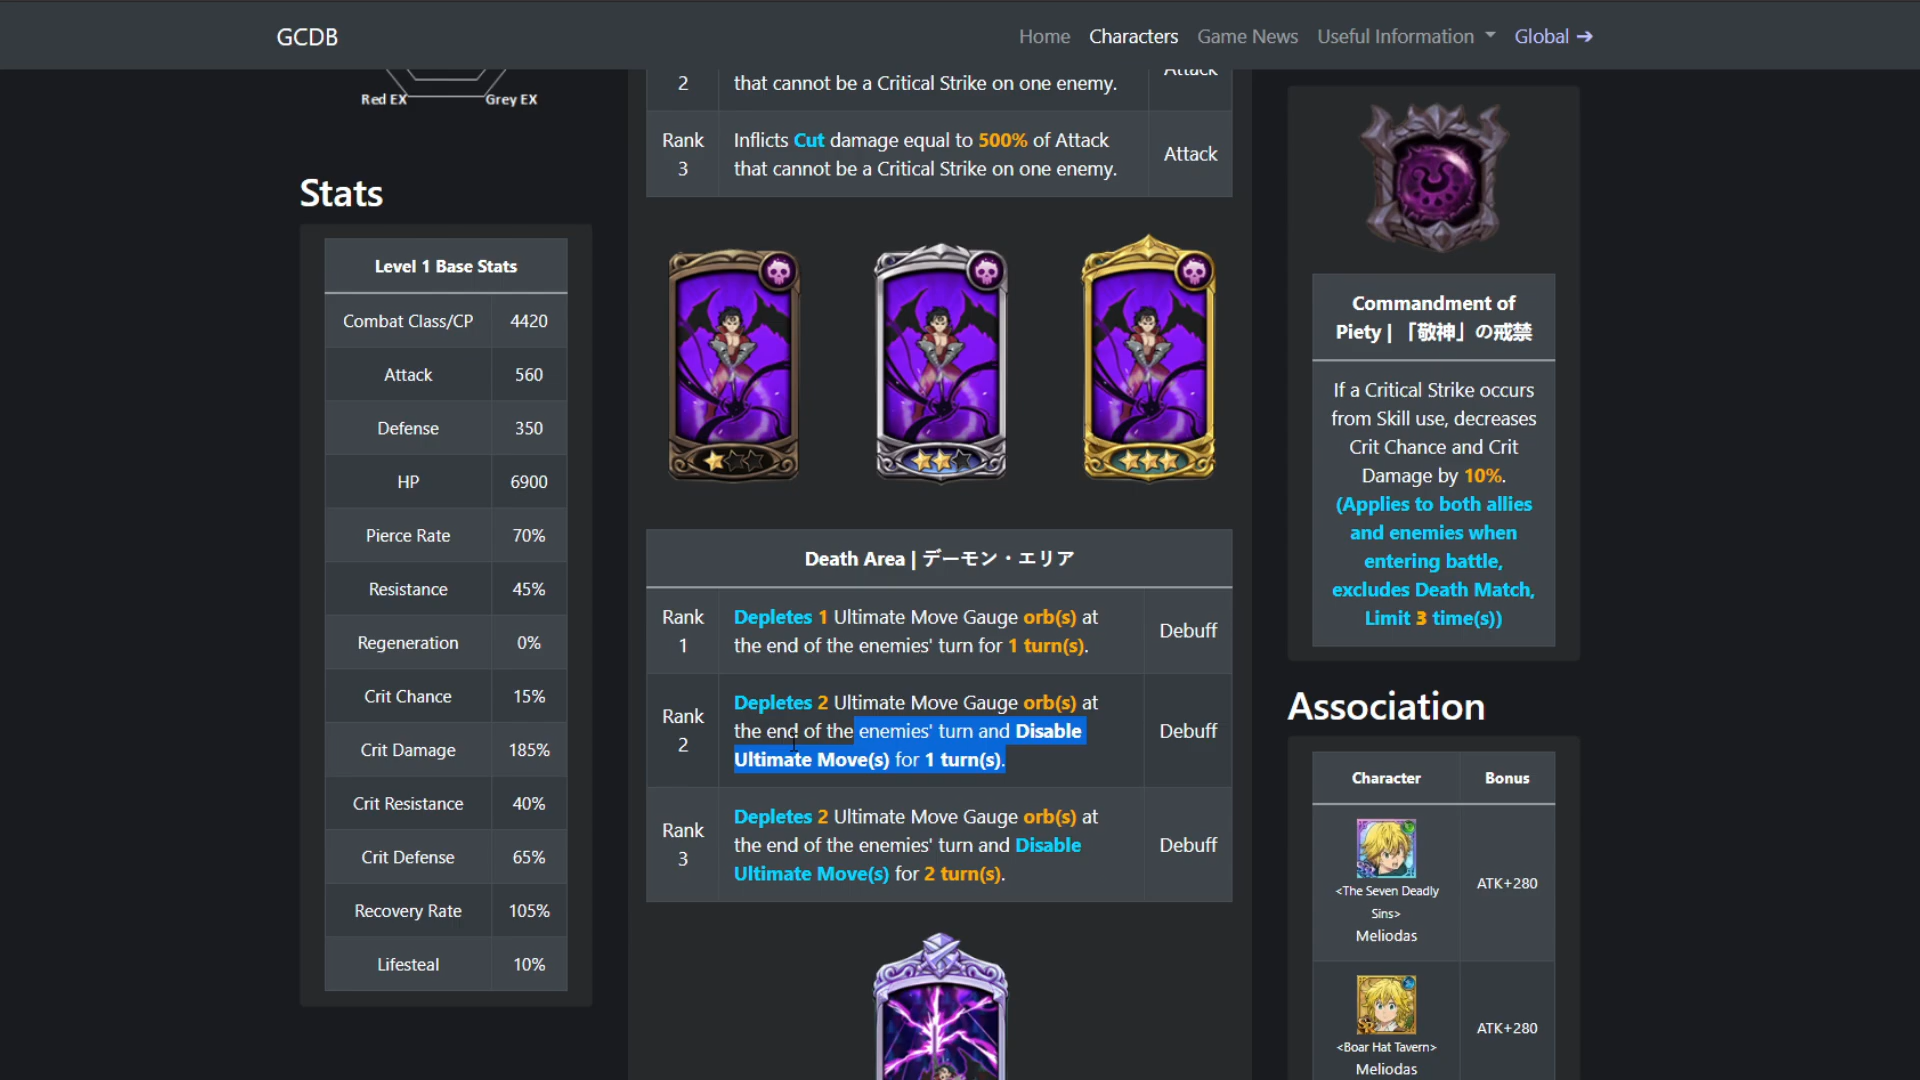 GCDB
Home Characters Game News Useful Information Global →
Red EX Grey EX
Stats
Level 1 Base Stats
Combat Class/CP 4420
Attack 560
Defense 350
HP 6900
Pierce Rate 70%
Resistance 45%
Regeneration 0%
Crit Chance 15%
Crit Damage 185%
Crit Resistance 40%
Crit Defense 65%
Recovery Rate 105%
Lifesteal 10%
2
that cannot be a Critical Strike on one enemy.
Attack
Rank
3
Inflicts Cut damage equal to 500% of Attack
that cannot be a Critical Strike on one enemy.
Attack
Death Area | デーモン・エリア
Rank
1
Depletes 1 Ultimate Move Gauge orb(s) at
the end of the enemies' turn for 1 turn(s).
Debuff
Rank
2
Depletes 2 Ultimate Move Gauge orb(s) at
the end of the enemies' turn and Disable
Ultimate Move(s) for 1 turn(s).
Debuff
Rank
3
Depletes 2 Ultimate Move Gauge orb(s) at
the end of the enemies' turn and Disable
Ultimate Move(s) for 2 turn(s).
Debuff
Commandment of
Piety | 「敬神」の戒禁
If a Critical Strike occurs
from Skill use, decreases
Crit Chance and Crit
Damage by 10%.
(Applies to both allies
and enemies when
entering battle,
excludes Death Match,
Limit 3 time(s))
Association
Character Bonus
<The Seven Deadly
Sins>
Meliodas
ATK+280
<Boar Hat Tavern>
Meliodas
ATK+280